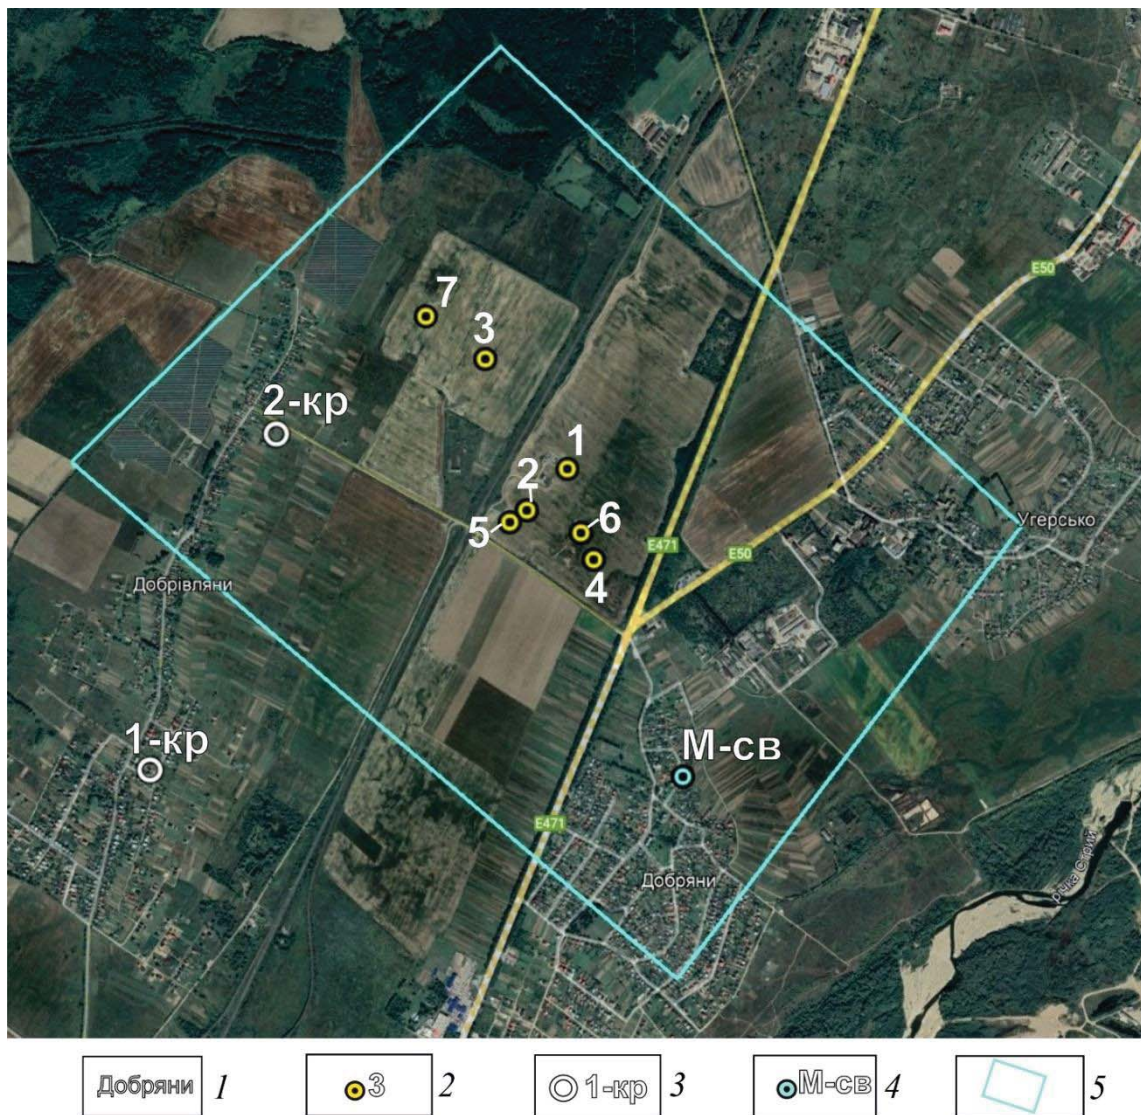 E50
7
3
2-кр
1
2
5
6
4
E471
E50
Угерсько
Добрівляни
1-кр
М-св
E471
Добряни
річка Стрий
Добряни 1
3 2
1-кр 3
М-св 4
5